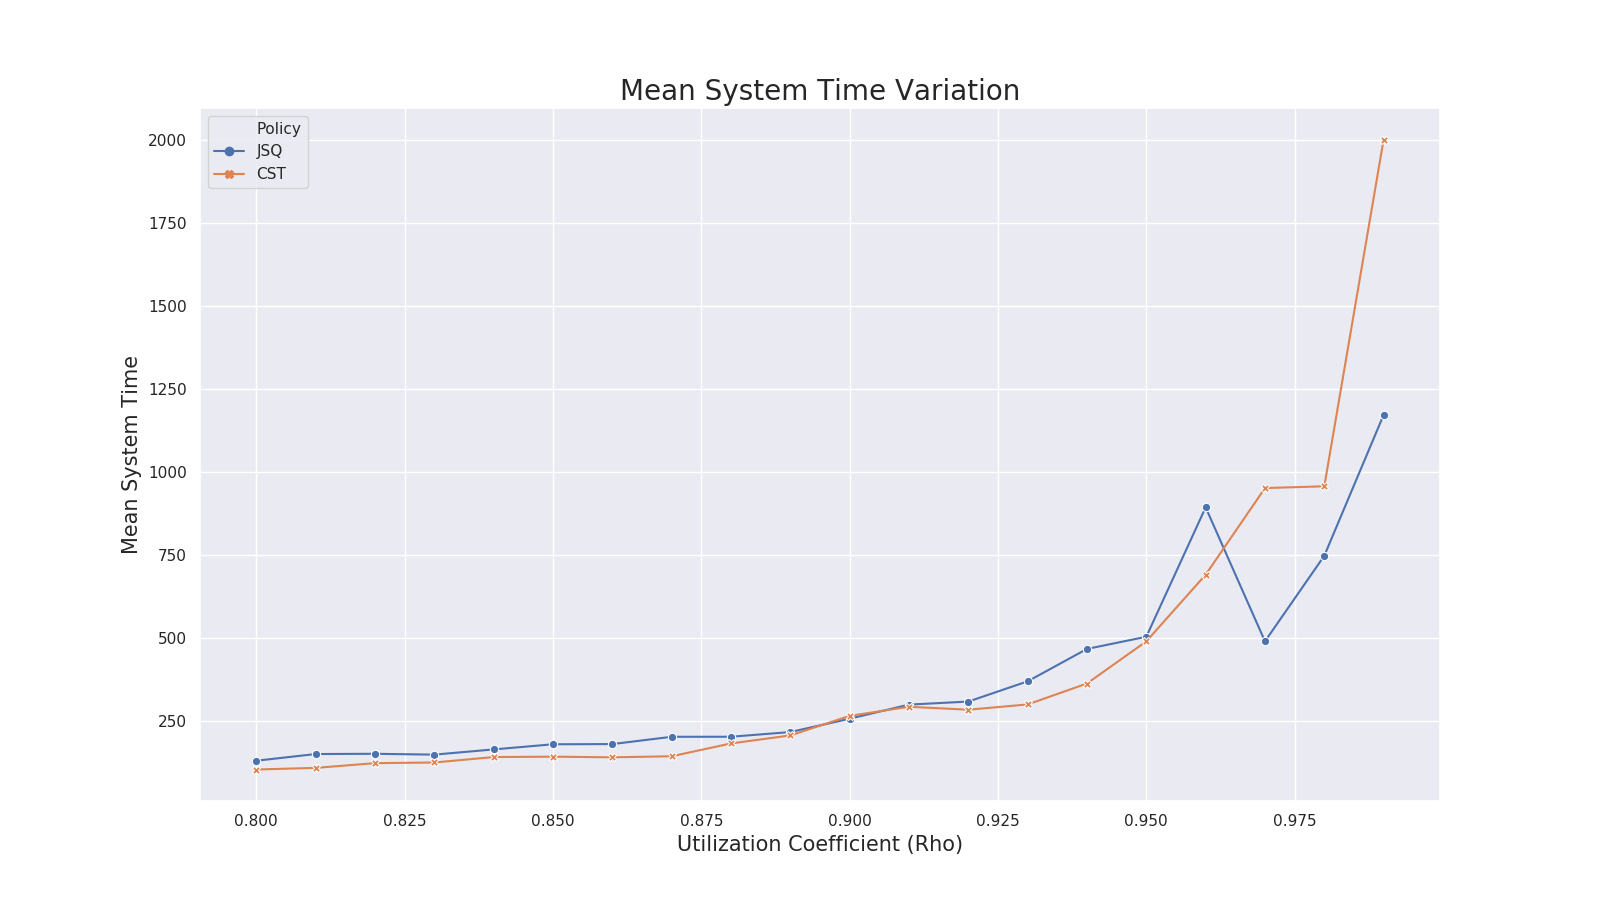 Mean System Time Variation
Policy
JSQ
CST
2000
1750
1500
1250
1000
750
500
250
Mean System Time
0.800 0.825 0.850 0.875 0.900 0.925 0.950 0.975
Utilization Coefficient (Rho)